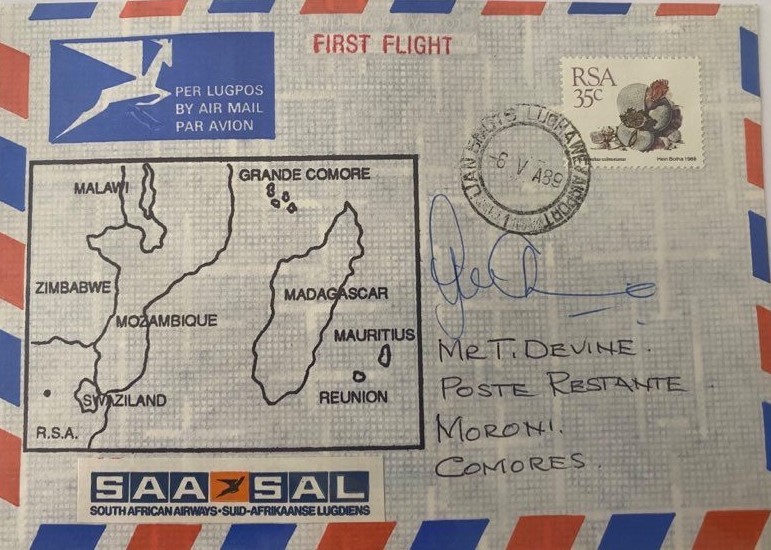 FIRST FLIGHT
PER LUGPOS
BY AIR MAIL
PAR AVION
RSA
35c
Hein Botha 1988
JAN SMUTS LUGHAWE AIRPORT
-6 V A89
MALAWI
GRANDE COMORE
ZIMBABWE
MOZAMBIQUE
MADAGASCAR
MAURITIUS
SWAZILAND
REUNION
R.S.A.
MR T. DEVINE.
POSTE RESTANTE.
MORONI.
COMORES.
SAA SAL
SOUTH AFRICAN AIRWAYS•SUID-AFRIKAANSE LUGDIENS